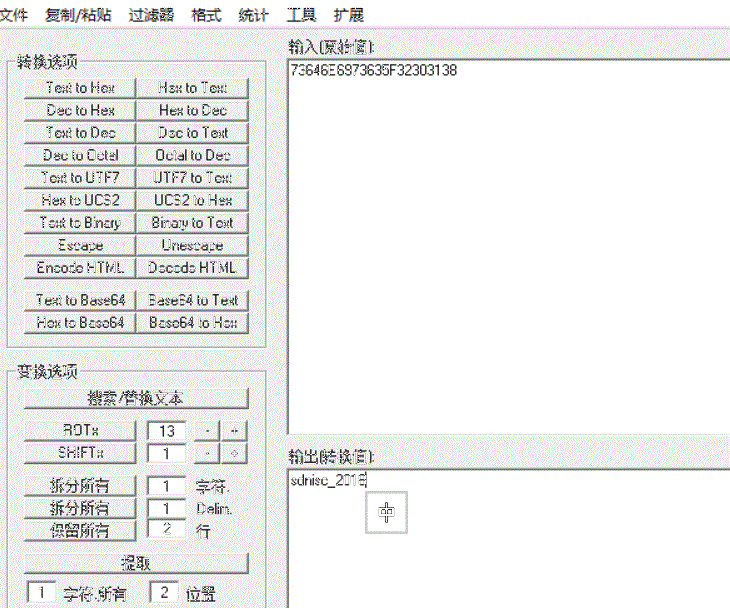 文件 复制/粘贴 过滤器 格式 统计 工具 扩展
转换选项
Text to Hex Hex to Text
Dec to Hex Hex to Dec
Text to Dec Dec to Text
Dec to Octal Octal to Dec
Text to UTF7 UTF7 to Text
Hex to UCS2 UCS2 to Hex
Text to Binary Binary to Text
Escape Unescape
Encode HTML Decode HTML
Text to Base64 Base64 to Text
Hex to Base64 Base64 to Hex
变换选项
搜索/替换文本
ROTx 13 - +
SHIFTx 1 - +
拆分所有 1 字符.
拆分所有 1 Delim.
保留所有 2 行
提取
1 字符.所有 2 位置
输入(原始值):
73646E6973635F32303138
输出(转换值):
sdnisc_2018
中